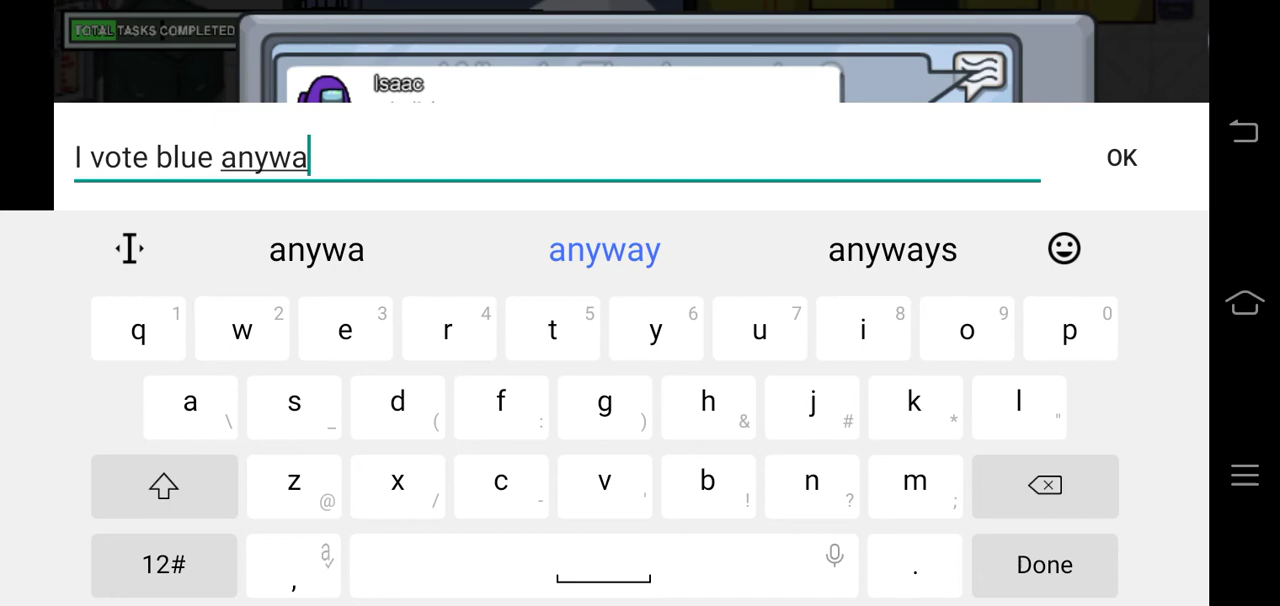 TOTAL TASKS COMPLETED
Isaac
I vote blue anywa
OK
anywa anyway anyways
q 1 w 2 e 3 r 4 t 5 y 6 u 7 i 8 o 9 p 0
a \ s _ d ( f : g ) h & j # k * l "
z @ x / c - v ' b ! n ? m ;
12# , a . Done